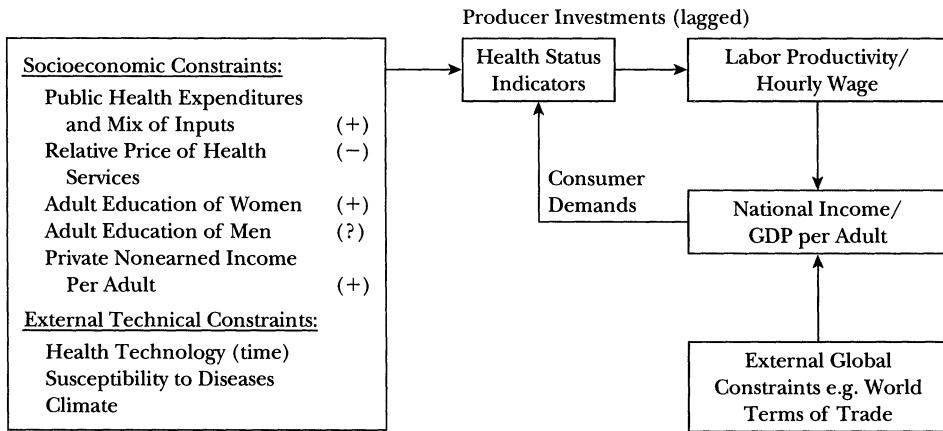 Producer Investments (lagged)
Socioeconomic Constraints:
Public Health Expenditures
and Mix of Inputs (+)
Relative Price of Health (−)
Services
Adult Education of Women (+)
Adult Education of Men (?)
Private Nonearned Income
Per Adult (+)
External Technical Constraints:
Health Technology (time)
Susceptibility to Diseases
Climate
Health Status
Indicators
Labor Productivity/
Hourly Wage
Consumer
Demands
National Income/
GDP per Adult
External Global
Constraints e.g. World
Terms of Trade